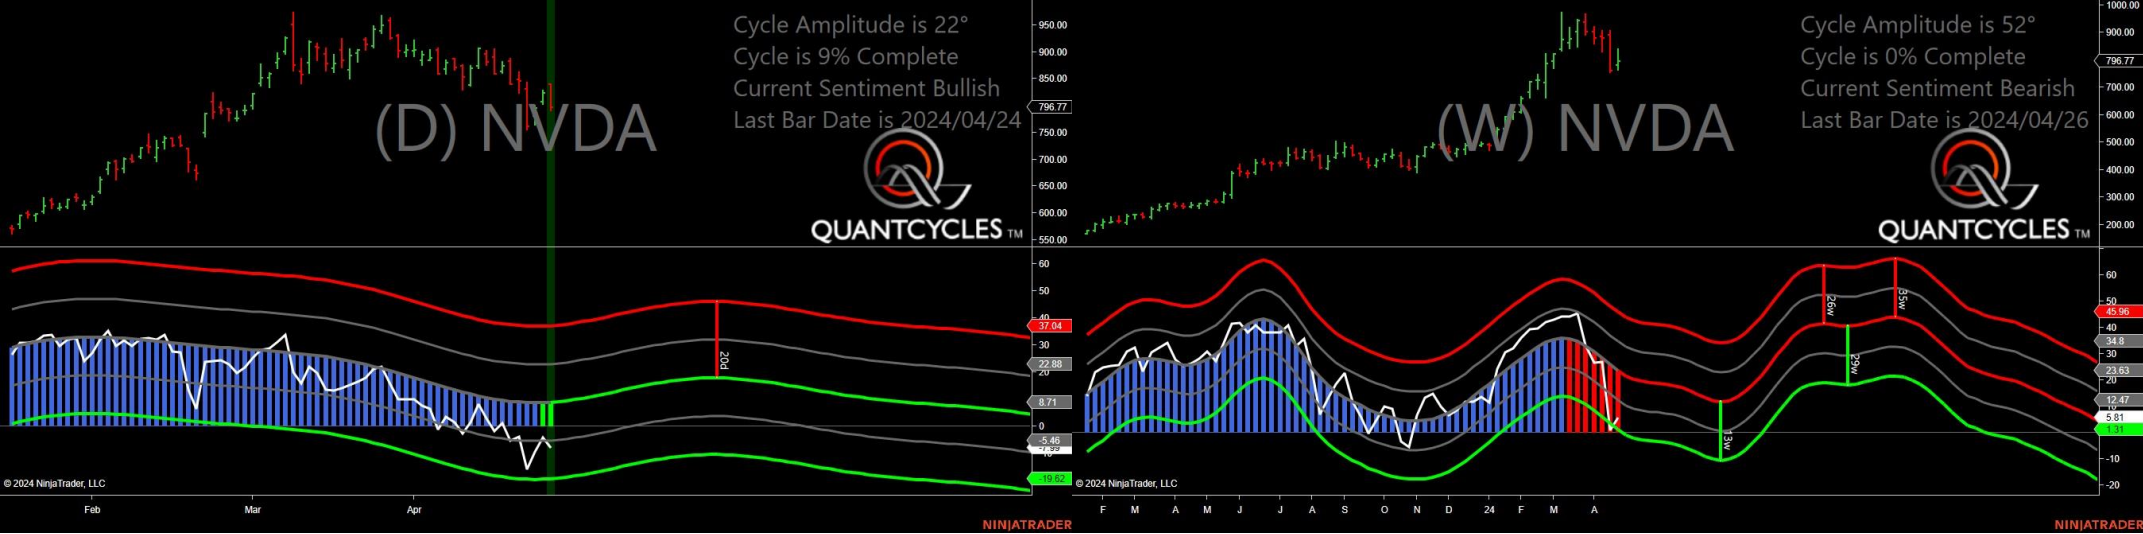 Cycle Amplitude is 22°
Cycle is 9% Complete
Current Sentiment Bullish
Last Bar Date is 2024/04/24
(D) NVDA
QUANTCYCLES TM
950.00
900.00
850.00
796.77
750.00
700.00
650.00
600.00
550.00
60
50
40
37.04
30
22.88
20
8.71
0
-5.46
-7.99
-19.62
20d
© 2024 NinjaTrader, LLC
Feb Mar Apr
NINJATRADER
Cycle Amplitude is 52°
Cycle is 0% Complete
Current Sentiment Bearish
Last Bar Date is 2024/04/26
(W) NVDA
QUANTCYCLES TM
1000.00
900.00
796.77
700.00
600.00
500.00
400.00
300.00
200.00
60
50
45.96
40
34.8
30
23.63
20
12.47
10
5.81
1.31
-10
-20
26w
35w
29w
13w
© 2024 NinjaTrader, LLC
F M A M J J A S O N D 24 F M A
NINJATRADER